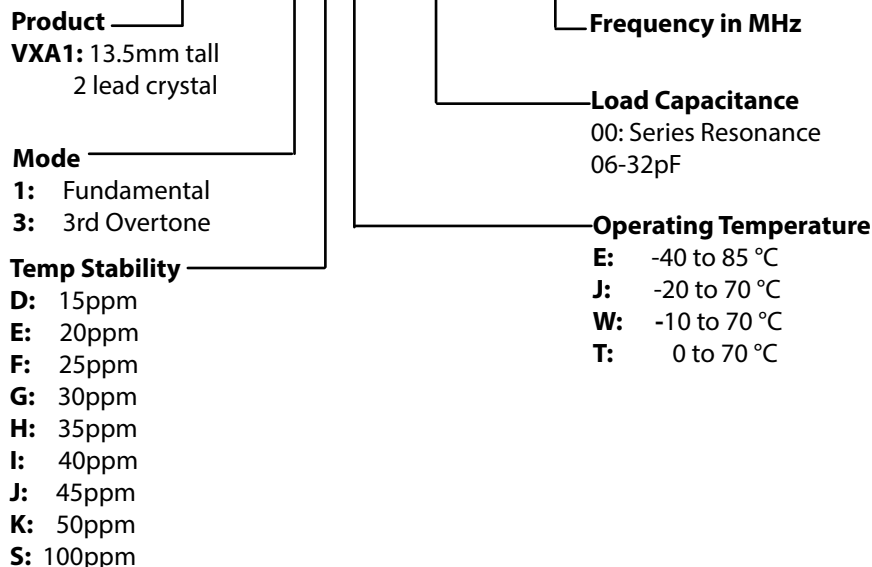 Product
VXA1: 13.5mm tall
2 lead crystal
Mode
1: Fundamental
3: 3rd Overtone
Temp Stability
D: 15ppm
E: 20ppm
F: 25ppm
G: 30ppm
H: 35ppm
I: 40ppm
J: 45ppm
K: 50ppm
S: 100ppm
Frequency in MHz
Load Capacitance
00: Series Resonance
06-32pF
Operating Temperature
E: -40 to 85 °C
J: -20 to 70 °C
W: -10 to 70 °C
T: 0 to 70 °C